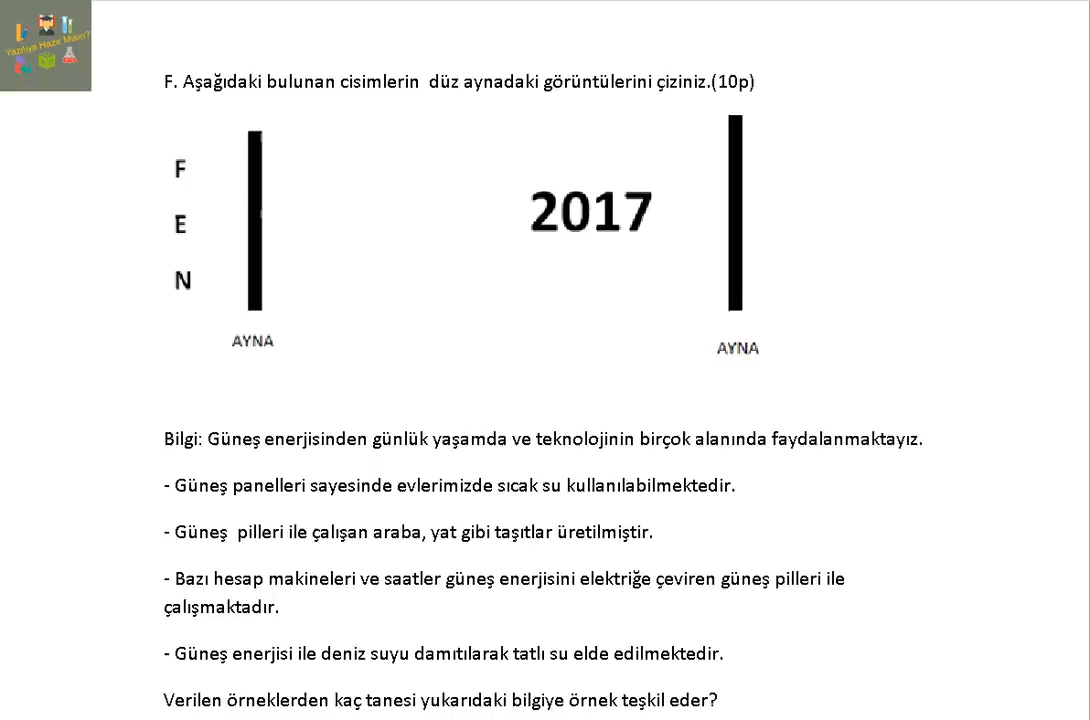 Yazılıya Hazır Mısın?
F. Aşağıdaki bulunan cisimlerin düz aynadaki görüntülerini çiziniz.(10p)
F
E
N
2017
AYNA
AYNA
Bilgi: Güneş enerjisinden günlük yaşamda ve teknolojinin birçok alanında faydalanmaktayız.
- Güneş panelleri sayesinde evlerimizde sıcak su kullanılabilmektedir.
- Güneş pilleri ile çalışan araba, yat gibi taşıtlar üretilmiştir.
- Bazı hesap makineleri ve saatler güneş enerjisini elektriğe çeviren güneş pilleri ile
çalışmaktadır.
- Güneş enerjisi ile deniz suyu damıtılarak tatlı su elde edilmektedir.
Verilen örneklerden kaç tanesi yukarıdaki bilgiye örnek teşkil eder?